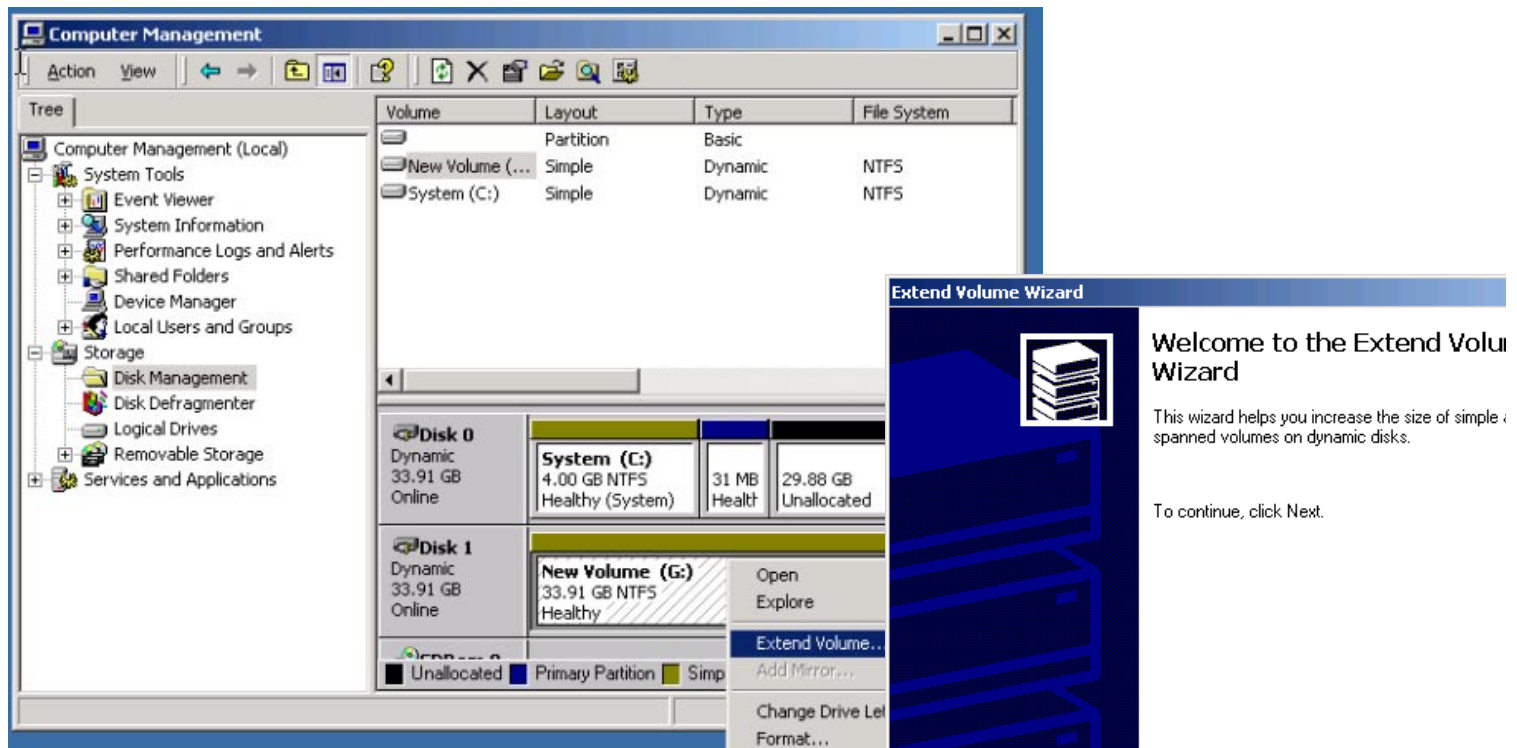 Computer Management
Action View
Tree
Computer Management (Local)
System Tools
Event Viewer
System Information
Performance Logs and Alerts
Shared Folders
Device Manager
Local Users and Groups
Storage
Disk Management
Disk Defragmenter
Logical Drives
Removable Storage
Services and Applications
Volume Layout Type File System
Partition Basic
New Volume (... Simple Dynamic NTFS
System (C:) Simple Dynamic NTFS
Disk 0
Dynamic
33.91 GB
Online
System (C:)
4.00 GB NTFS
Healthy (System)
31 MB
Healt
29.88 GB
Unallocated
Disk 1
Dynamic
33.91 GB
Online
New Volume (G:)
33.91 GB NTFS
Healthy
Unallocated Primary Partition Simp
Open
Explore
Extend Volume...
Add Mirror...
Change Drive Let
Format...
Extend Volume Wizard
Welcome to the Extend Volu
Wizard
This wizard helps you increase the size of simple
spanned volumes on dynamic disks.
To continue, click Next.